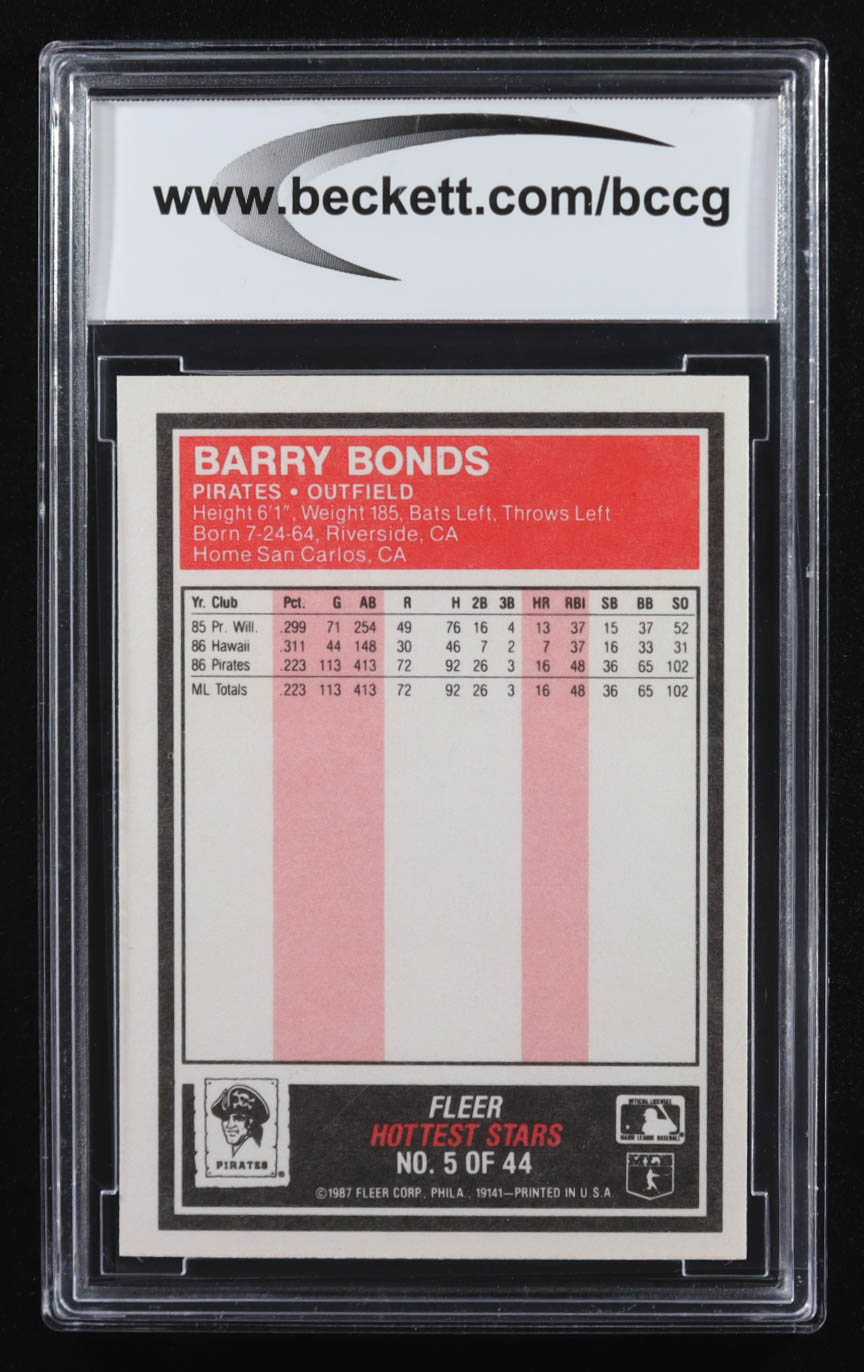 www.beckett.com/bccg
BARRY BONDS
PIRATES • OUTFIELD
Height 6'1", Weight 185, Bats Left, Throws Left
Born 7-24-64, Riverside, CA
Home San Carlos, CA
Yr. Club Pct. G AB R H 2B 3B HR RBI SB BB SO
85 Pr. Will. .299 71 254 49 76 16 4 13 37 15 37 52
86 Hawaii .311 44 148 30 46 7 2 7 37 16 33 31
86 Pirates .223 113 413 72 92 26 3 16 48 36 65 102
ML Totals .223 113 413 72 92 26 3 16 48 36 65 102
PIRATES ®
FLEER
HOTTEST STARS
NO. 5 OF 44
©1987 FLEER CORP., PHILA., 19141—PRINTED IN U.S.A.
OFFICIAL LICENSEE
MAJOR LEAGUE BASEBALL